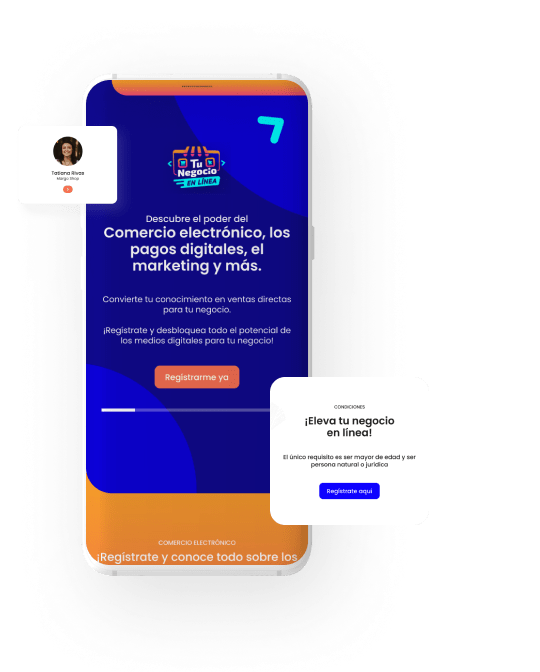 Tu
Negocio
EN LÍNEA
Tatiana Rivas
Margo Shop
Descubre el poder del
Comercio electrónico, los
pagos digitales, el
marketing y más.
Convierte tu conocimiento en ventas directas
para tu negocio.
¡Regístrate y desbloquea todo el potencial de
los medios digitales para tu negocio!
Registrarme ya
CONDICIONES
¡Eleva tu negocio
en línea!
El único requisito es ser mayor de edad y ser
persona natural o jurídica
Regístrate aquí
COMERCIO ELECTRÓNICO
¡Regístrate y conoce todo sobre los